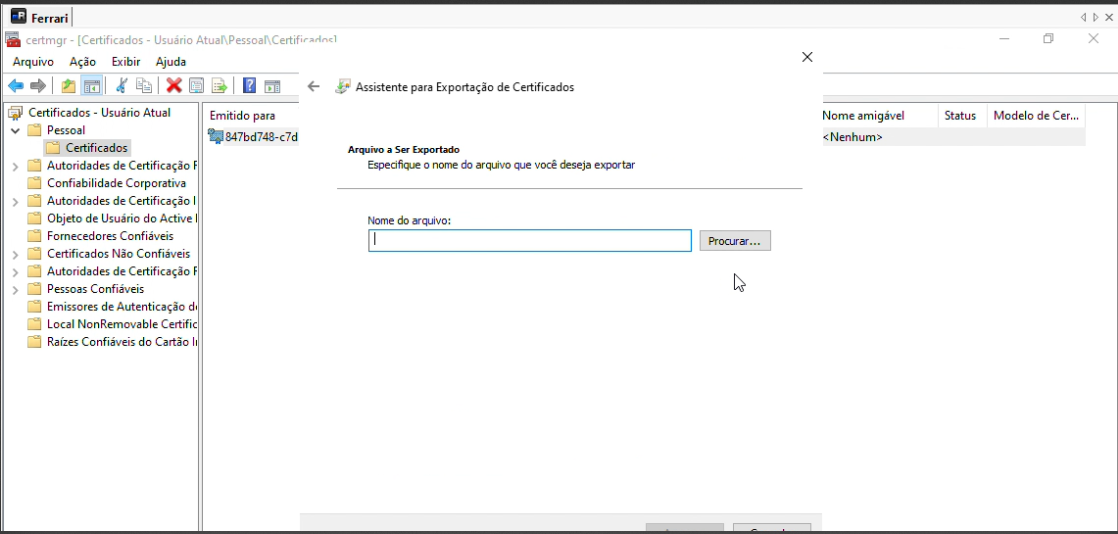 Ferrari
certmgr - [Certificados - Usuário Atual\Pessoal\Certificados]
Arquivo Ação Exibir Ajuda
Assistente para Exportação de Certificados
Certificados - Usuário Atual
Pessoal
Certificados
Autoridades de Certificação
Confiabilidade Corporativa
Autoridades de Certificação
Objeto de Usuário do Active
Fornecedores Confiáveis
Certificados Não Confiáveis
Autoridades de Certificação
Pessoas Confiáveis
Emissores de Autenticação
Local NonRemovable Certific
Raízes Confiáveis do Cartão
Emitido para
847bd748-c7d
Arquivo a Ser Exportado
Especifique o nome do arquivo que você deseja exportar
Nome do arquivo:
Procurar...
Nome amigável Status Modelo de Cer...
<Nenhum>